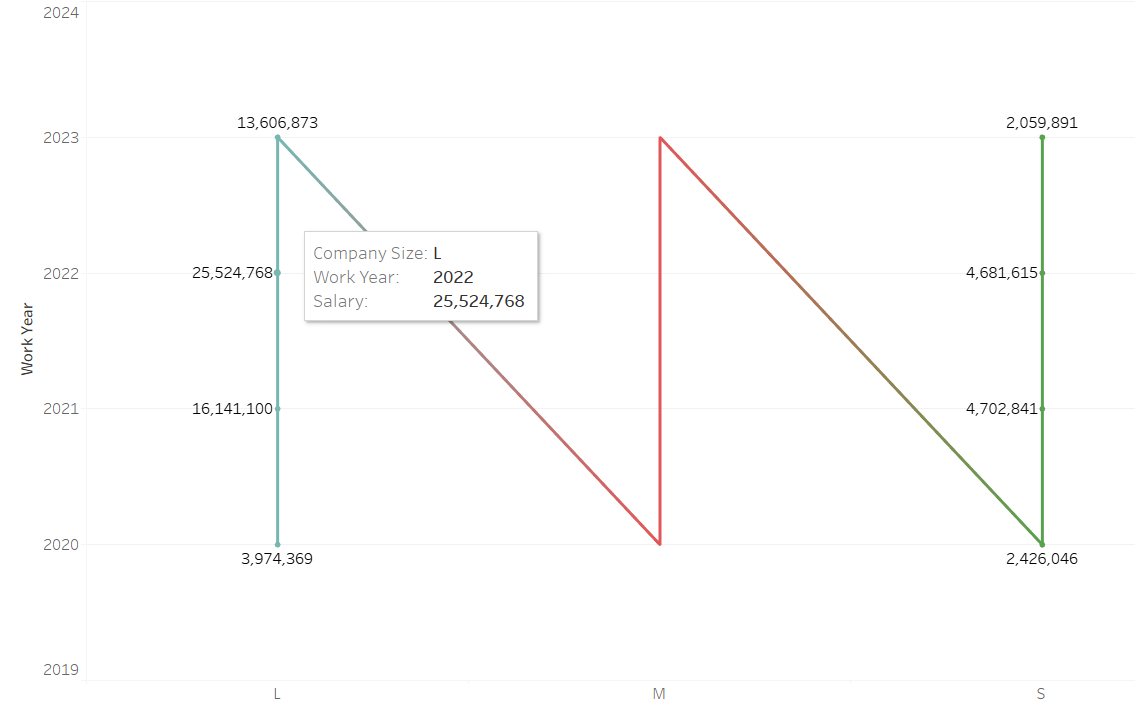 2024
13,606,873
2,059,891
2023
Company Size: L
Work Year: 2022
Salary: 25,524,768
25,524,768
4,681,615
2022
Work Year
16,141,100
4,702,841
2021
2020
3,974,369
2,426,046
2019
L
M
S